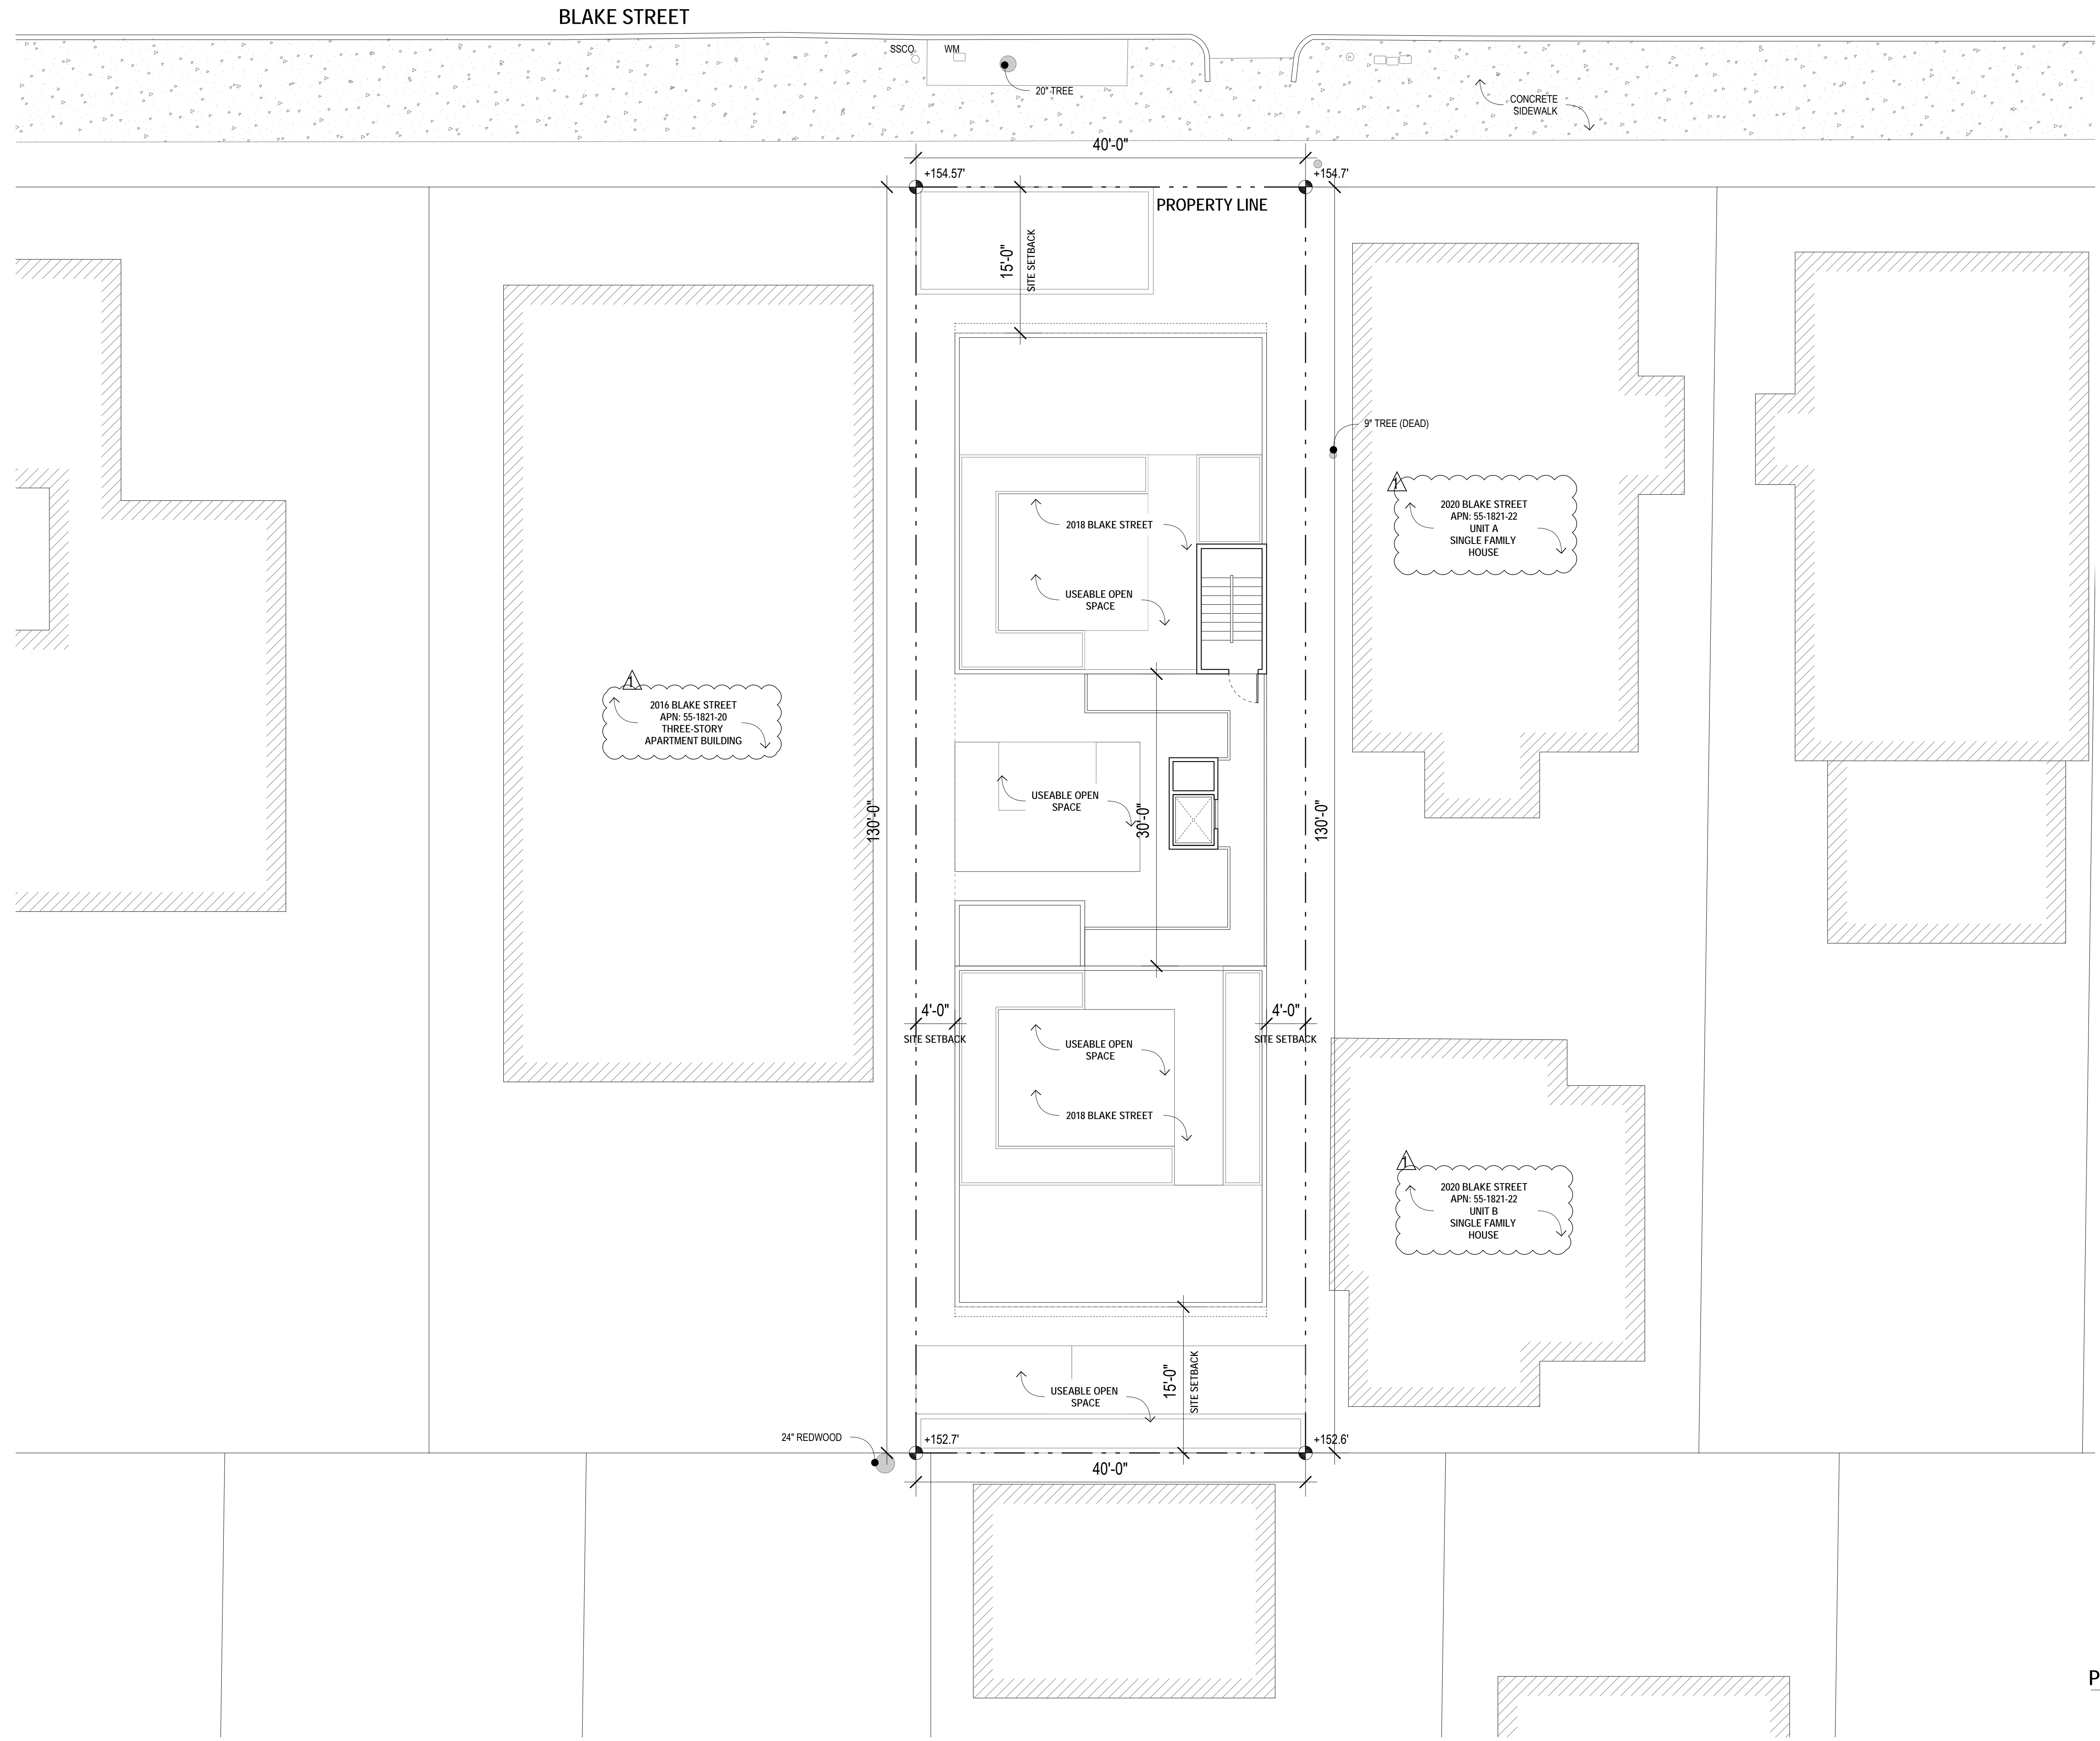 BLAKE STREET
SSCO
WM
20" TREE
CONCRETE
SIDEWALK
40'-0"
+154.57'
+154.7'
PROPERTY LINE
15'-0"
SITE SETBACK
9" TREE (DEAD)
1
2020 BLAKE STREET
APN: 55-1821-22
UNIT A
SINGLE FAMILY
HOUSE
2018 BLAKE STREET
USEABLE OPEN
SPACE
1
2016 BLAKE STREET
APN: 55-1821-20
THREE-STORY
APARTMENT BUILDING
130'-0"
USEABLE OPEN
SPACE
30'-0"
130'-0"
4'-0"
SITE SETBACK
4'-0"
SITE SETBACK
USEABLE OPEN
SPACE
2018 BLAKE STREET
1
2020 BLAKE STREET
APN: 55-1821-22
UNIT B
SINGLE FAMILY
HOUSE
15'-0"
SITE SETBACK
USEABLE OPEN
SPACE
24" REDWOOD
+152.7'
+152.6'
40'-0"
P